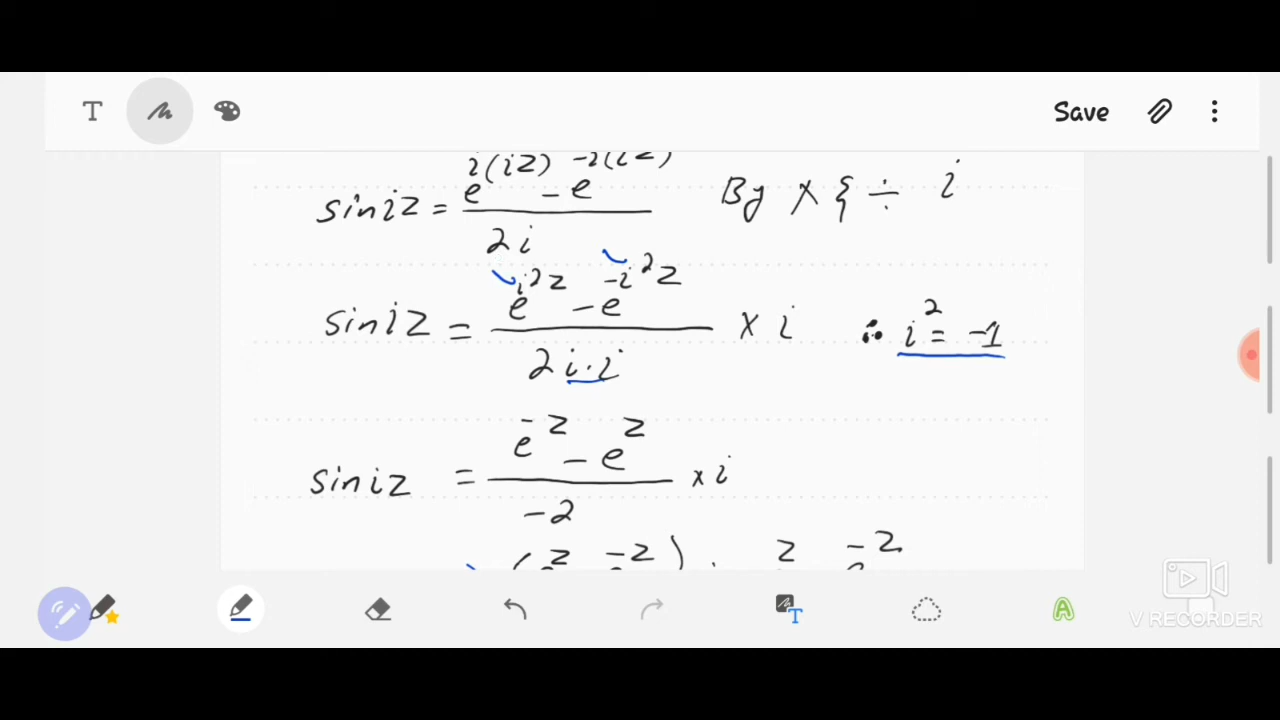 T Save
sin iz = e^{i(iz)} - e^{-i(iz)} / 2i By × & ÷ i
sin iz = e^{i²z} - e^{-i²z} / 2i·i × i ∴ i² = -1
sin iz = e^{-z} - e^{z} / -2 × i
(e^{z} e^{-z}) z -z
T A
V RECORDER